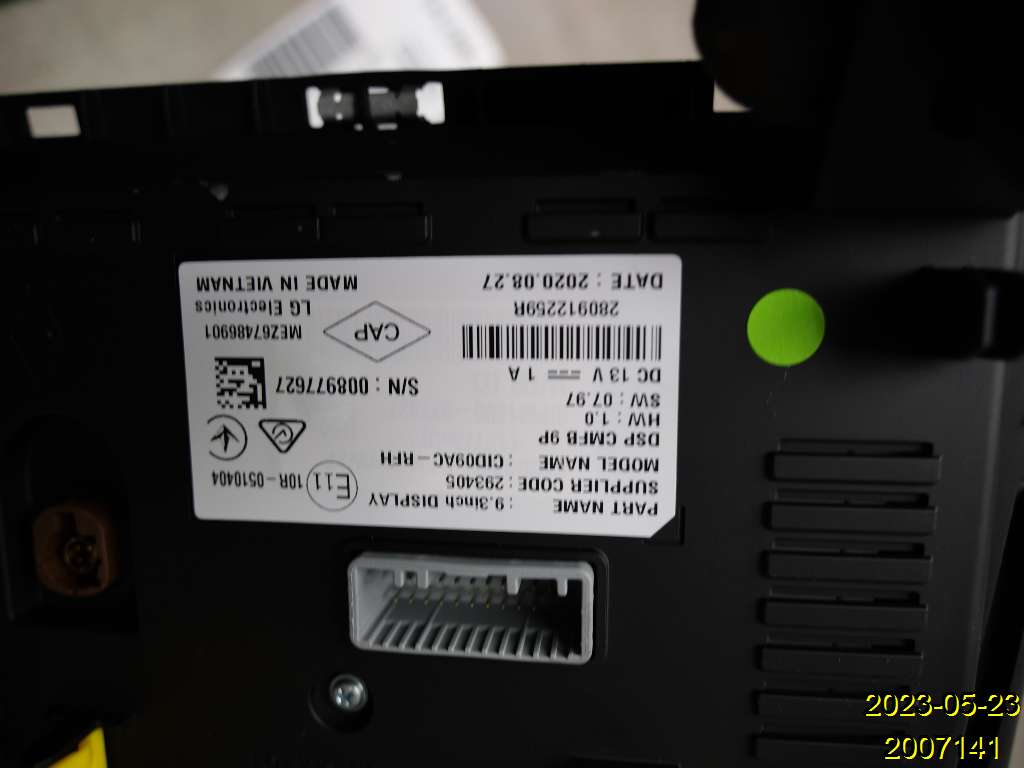 PART NAME : 9.3inch DISPLAY
SUPPLIER CODE : 293405
MODEL NAME : CID09AC-RFH
DSP CMFB 9P
HW : 1.0
SW : 07.97
DC 13 V 1 A
280912259R
DATE : 2020.08.27
E11
10R-0510404
S/N : 008977627
CAP
MEZ67486901
LG Electronics
MADE IN VIETNAM
2023-05-23
2007141